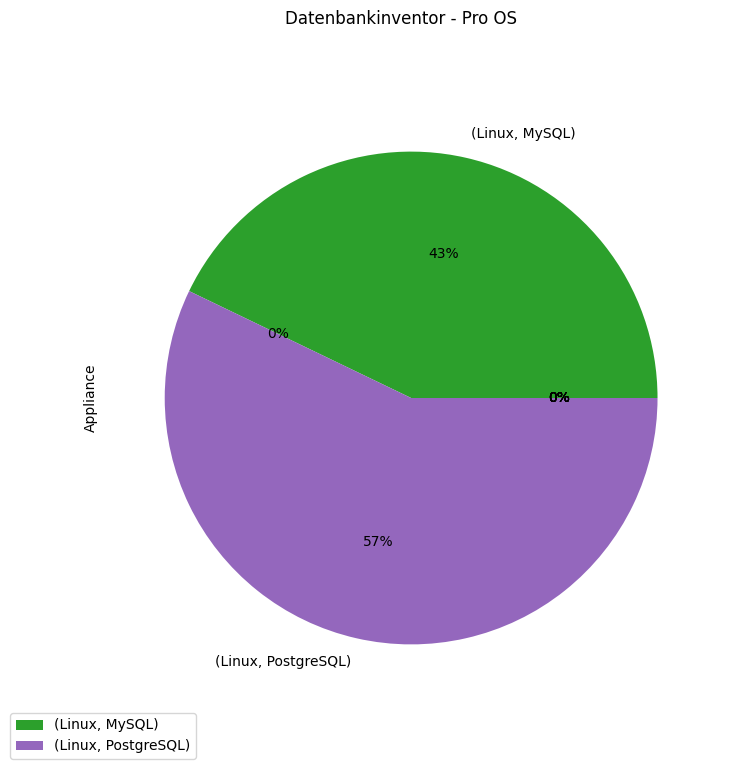 Datenbankinventor - Pro OS
(Linux, MySQL)
43%
0%
0%
Appliance
57%
(Linux, PostgreSQL)
(Linux, MySQL)
(Linux, PostgreSQL)